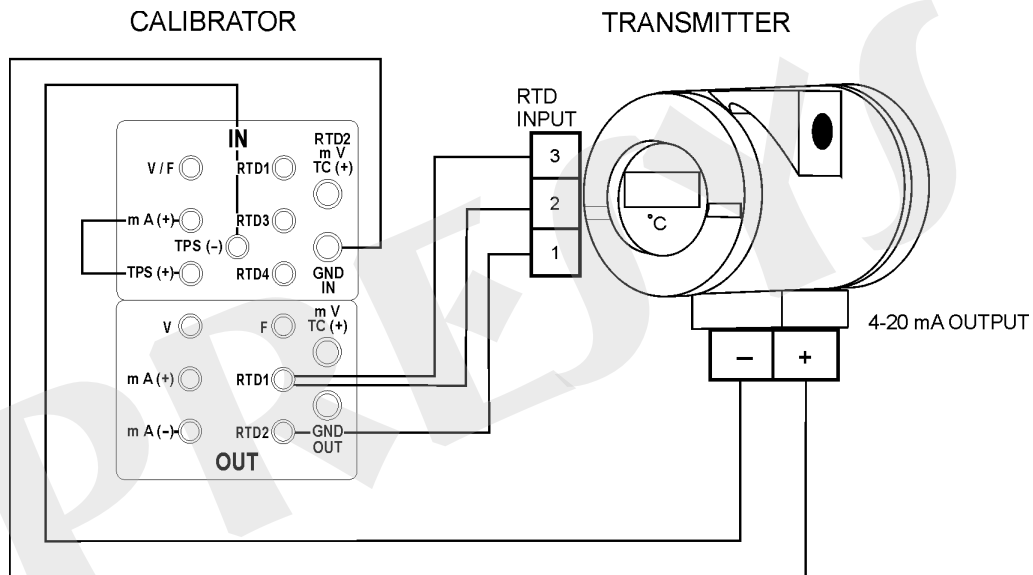 CALIBRATOR
TRANSMITTER
IN
V / F
RTD1
RTD2
m V
TC (+)
m A (+)
RTD3
TPS (–)
TPS (+)
RTD4
GND
IN
V
F
m V
TC (+)
m A (+)
RTD1
m A (–)
RTD2
GND
OUT
OUT
RTD
INPUT
3
2
1
°C
4-20 mA OUTPUT
–
+
PRESYS